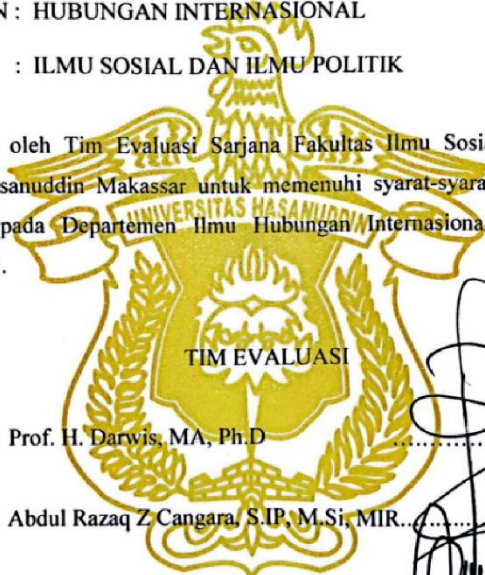 N : HUBUNGAN INTERNASIONAL
: ILMU SOSIAL DAN ILMU POLITIK
oleh Tim Evaluasi Sarjana Fakultas Ilmu Sosia
sanuddin Makassar untuk memenuhi syarat-syara
UNIVERSITAS HASANUDDIN
pada Departemen Ilmu Hubungan Internasiona
.
TIM EVALUASI
Prof. H. Darwis, MA, Ph.D ............
Abdul Razaq Z Cangara, S.IP, M.Si, MIR............